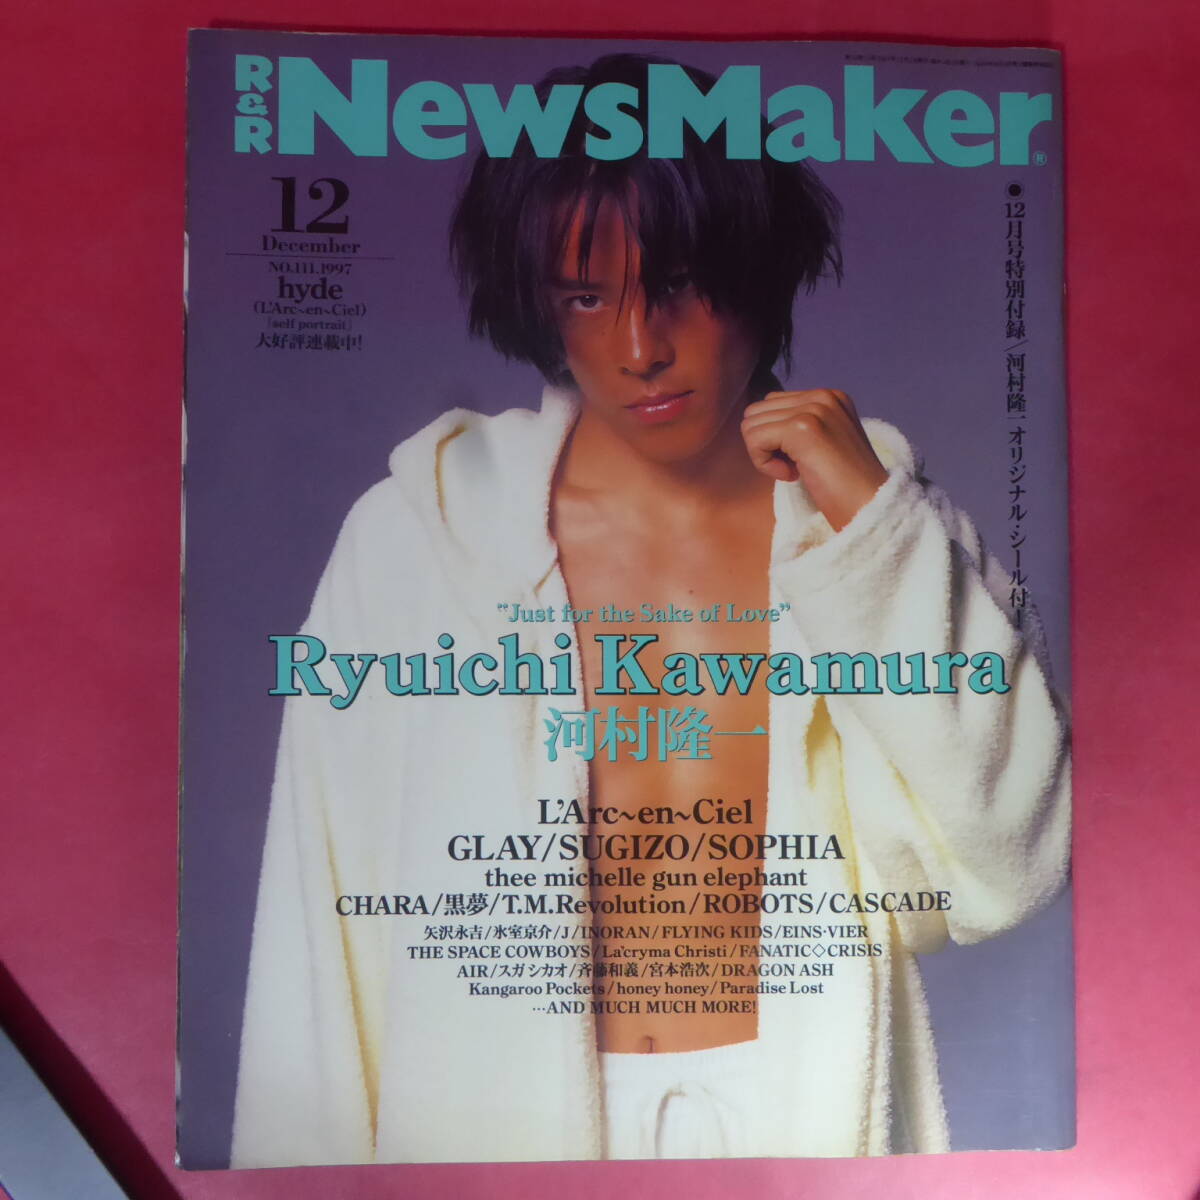 R&R NewsMaker®
12
December
NO.111.1997
hyde
(L'Arc~en~Ciel)
「self portrait」
大好評連載中!
●12月号特別付録/河村隆一オリジナル・シール付!
"Just for the Sake of Love"
Ryuichi Kawamura
河村隆一
L'Arc~en~Ciel
GLAY/SUGIZO/SOPHIA
thee michelle gun elephant
CHARA/黒夢/T.M.Revolution/ROBOTS/CASCADE
矢沢永吉/氷室京介/J/INORAN/FLYING KIDS/EINS·VIER
THE SPACE COWBOYS/La'cryma Christi/FANATIC◇CRISIS
AIR/スガシカオ/斉藤和義/宮本浩次/DRAGON ASH
Kangaroo Pockets/honey honey/Paradise Lost
…AND MUCH MUCH MORE!